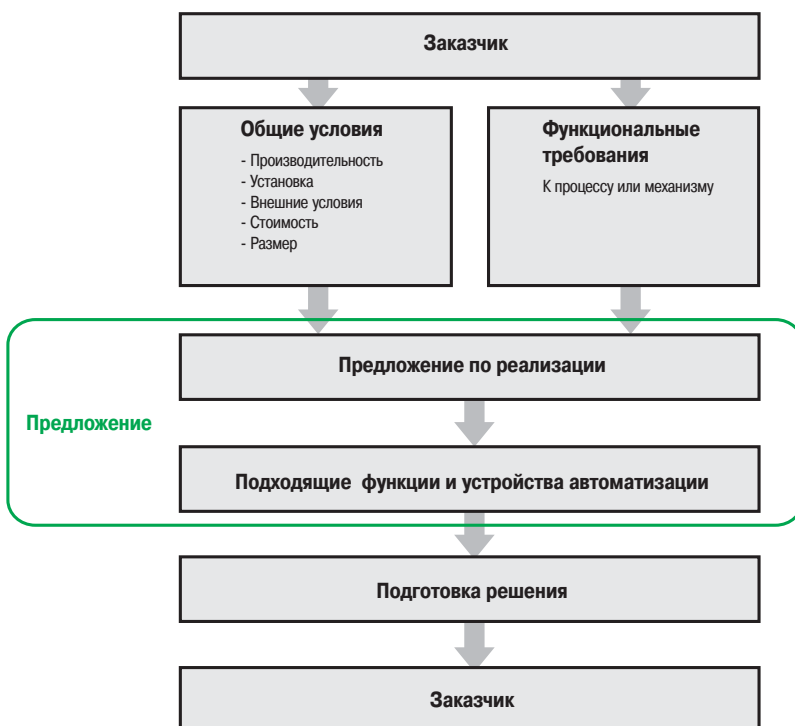 Заказчик
Общие условия
- Производительность
- Установка
- Внешние условия
- Стоимость
- Размер
Функциональные
требования
К процессу или механизму
Предложение по реализации
Предложение
Подходящие функции и устройства автоматизации
Подготовка решения
Заказчик